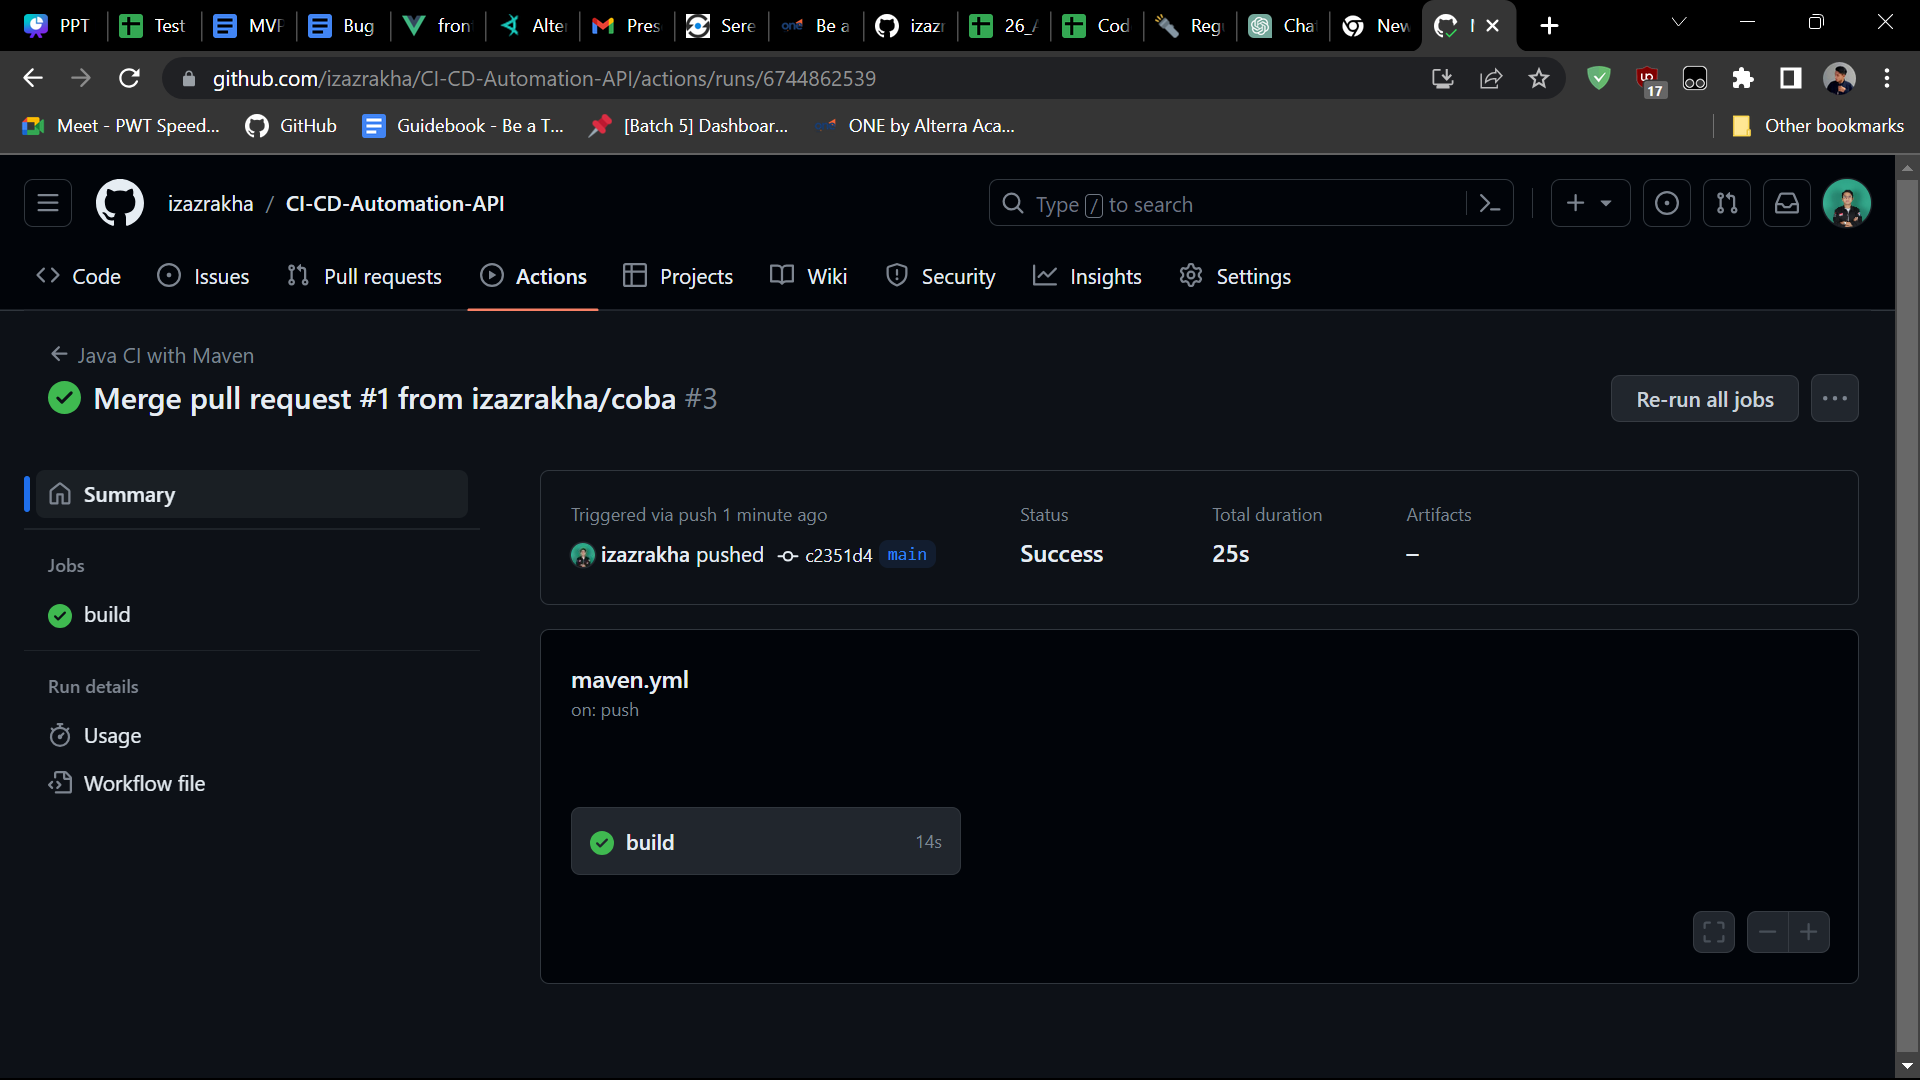 PPT Test MVP Bug fron Alter Pres Sere Be a izazr 26_ Cod Regu Cha New
github.com/izazrakha/CI-CD-Automation-API/actions/runs/6744862539
17
Meet - PWT Speed... GitHub Guidebook - Be a T... [Batch 5] Dashboar... ONE by Alterra Aca... Other bookmarks
izazrakha / CI-CD-Automation-API
Type / to search
Code Issues Pull requests Actions Projects Wiki Security Insights Settings
Java CI with Maven
Merge pull request #1 from izazrakha/coba #3
Re-run all jobs
Summary
Jobs
build
Run details
Usage
Workflow file
Triggered via push 1 minute ago
izazrakha pushed c2351d4 main
Status
Success
Total duration
25s
Artifacts
–
maven.yml
on: push
build 14s